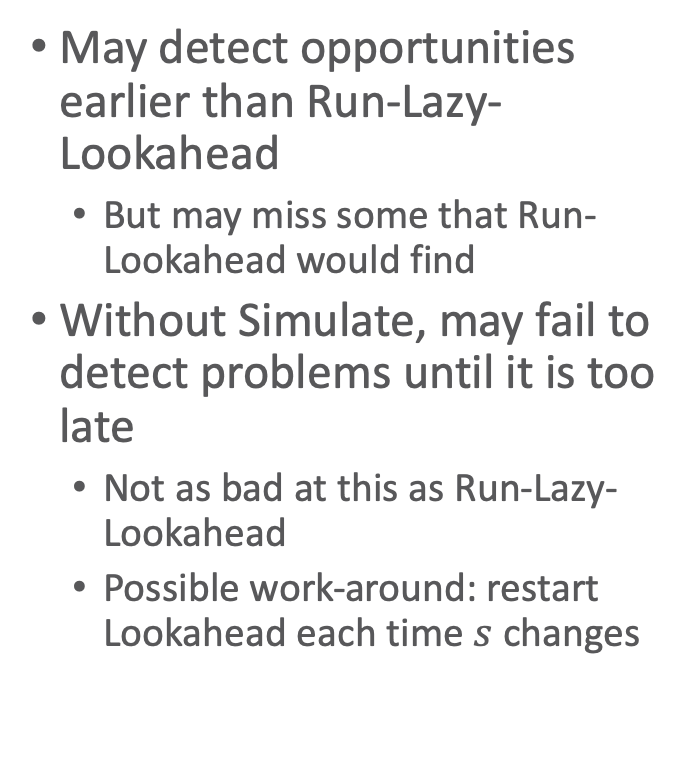 • May detect opportunities
earlier than Run-Lazy-
Lookahead
• But may miss some that Run-
Lookahead would find
• Without Simulate, may fail to
detect problems until it is too
late
• Not as bad at this as Run-Lazy-
Lookahead
• Possible work-around: restart
Lookahead each time s changes